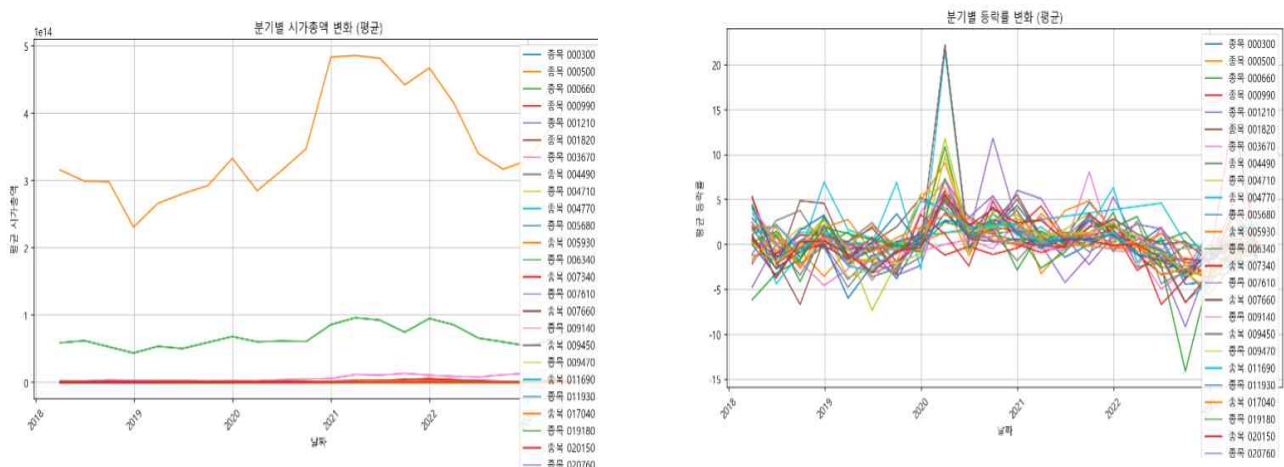 분기별 시가총액 변화 (평균)
1e14
5
4
3
2
1
0
평균 시가총액
2018
2019
2020
2021
2022
날짜
종목 000300
종목 000500
종목 000660
종목 000990
종목 001210
종목 001820
종목 003670
종목 004490
종목 004710
종목 004770
종목 005680
종목 005930
종목 006340
종목 007340
종목 007610
종목 007660
종목 009140
종목 009450
종목 009470
종목 011690
종목 011930
종목 017040
종목 019180
종목 020150
종목 020760
분기별 등락률 변화 (평균)
20
15
10
5
0
-5
-10
-15
평균 등락률
2018
2019
2020
2021
2022
날짜
종목 000300
종목 000500
종목 000660
종목 000990
종목 001210
종목 001820
종목 003670
종목 004490
종목 004710
종목 004770
종목 005680
종목 005930
종목 006340
종목 007340
종목 007610
종목 007660
종목 009140
종목 009450
종목 009470
종목 011690
종목 011930
종목 017040
종목 019180
종목 020150
종목 020760